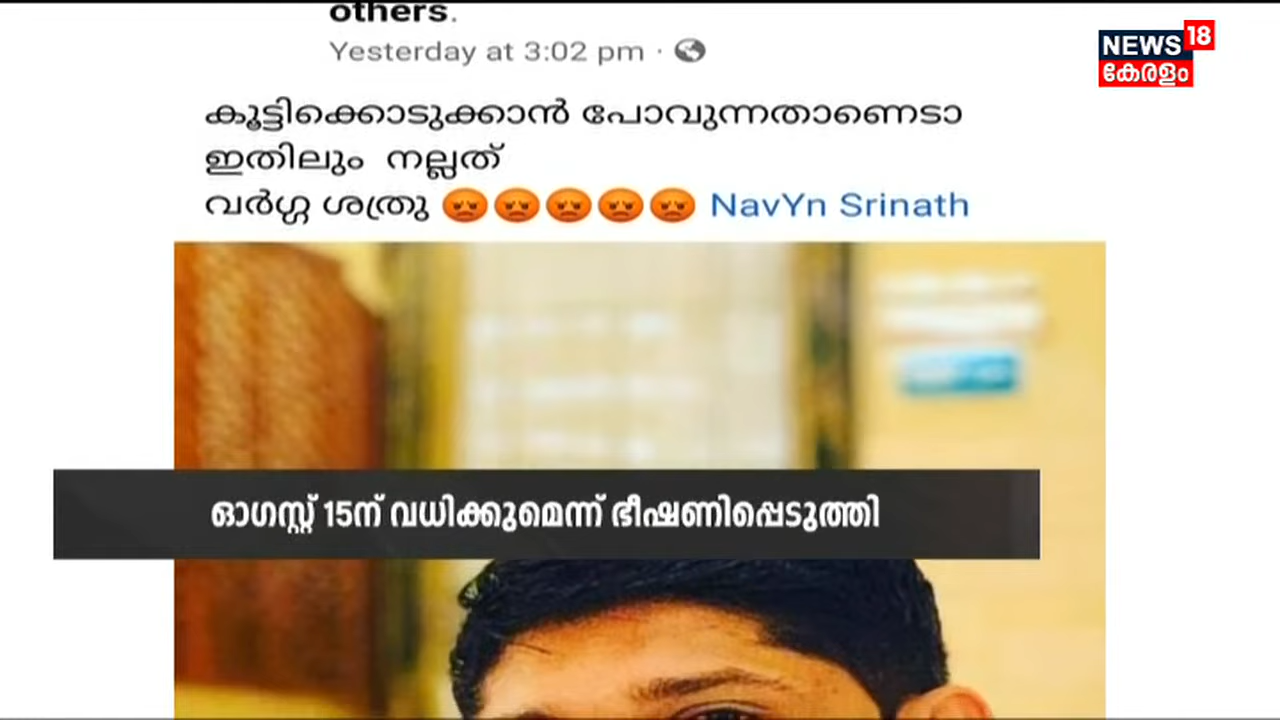 others.
Yesterday at 3:02 pm ·
NEWS 18
കേരളം
കൂട്ടിക്കൊടുക്കാൻ പോവുന്നതാണെടാ
ഇതിലും നല്ലത്
വർഗ്ഗ ശത്രു 😡😡😡😡😡 NavYn Srinath
ഓഗസ്റ്റ് 15ന് വധിക്കുമെന്ന് ഭീഷണിപ്പെടുത്തി